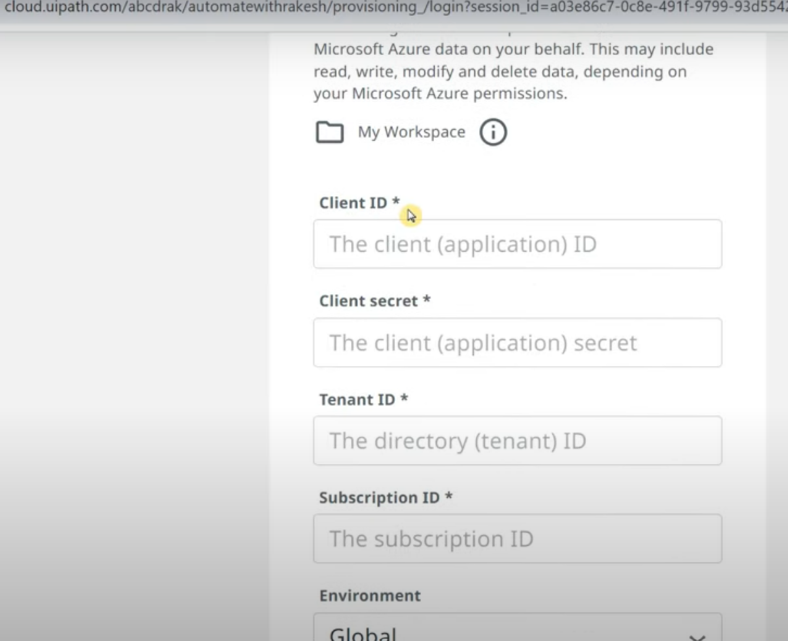 cloud.uipath.com/abcdrak/automatewithrakesh/provisioning_/login?session_id=a03e86c7-0c8e-491f-9799-93d554
Microsoft Azure data on your behalf. This may include
read, write, modify and delete data, depending on
your Microsoft Azure permissions.
My Workspace
Client ID *
The client (application) ID
Client secret *
The client (application) secret
Tenant ID *
The directory (tenant) ID
Subscription ID *
The subscription ID
Environment
Global